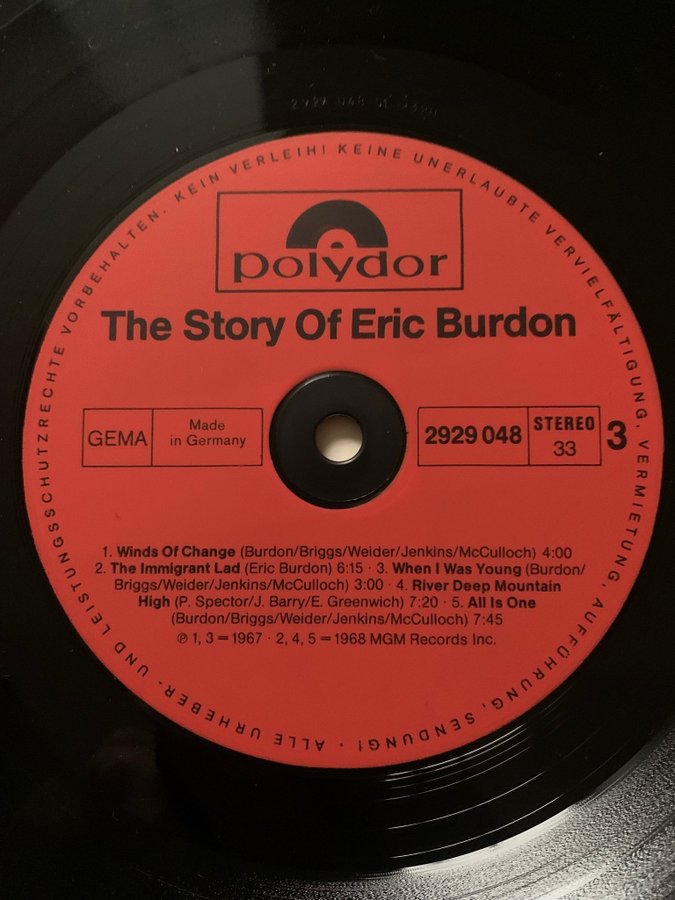 ALLE URHEBER- UND LEISTUNGSSCHUTZRECHTE VORBEHALTEN. KEIN VERLEIH! KEINE UNERLAUBTE VERVIELFÄLTIGUNG, VERMIETUNG, AUFFÜHRUNG, SENDUNG! ·
polydor
The Story Of Eric Burdon
GEMA
Made
in Germany
2929 048
STEREO
33
3
1. Winds Of Change (Burdon/Briggs/Weider/Jenkins/McCulloch) 4:00
2. The Immigrant Lad (Eric Burdon) 6:15 · 3. When I Was Young (Burdon/
Briggs/Weider/Jenkins/McCulloch) 3:00 · 4. River Deep Mountain
High (P. Spector/J. Barry/E. Greenwich) 7:20 · 5. All Is One
(Burdon/Briggs/Weider/Jenkins/McCulloch) 7:45
℗ 1, 3 = 1967 · 2, 4, 5 = 1968 MGM Records Inc.